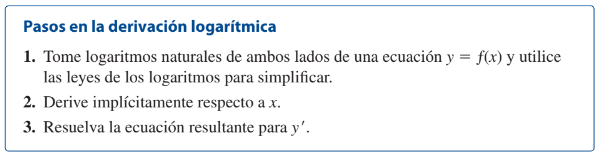 Pasos en la derivación logarítmica
1. Tome logaritmos naturales de ambos lados de una ecuación y = f(x) y utilice
las leyes de los logaritmos para simplificar.
2. Derive implícitamente respecto a x.
3. Resuelva la ecuación resultante para y′.